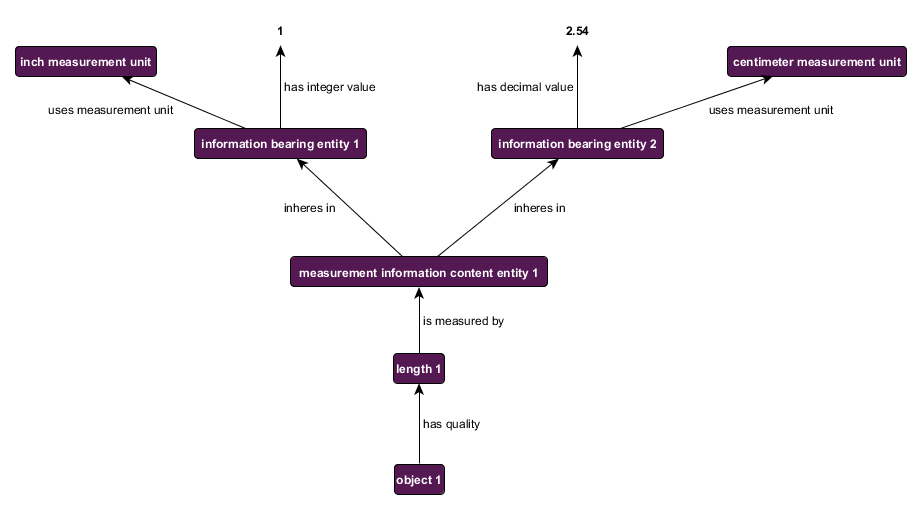 1
2.54
inch measurement unit
centimeter measurement unit
has integer value
has decimal value
uses measurement unit
uses measurement unit
information bearing entity 1
information bearing entity 2
inheres in
inheres in
measurement information content entity 1
is measured by
length 1
has quality
object 1